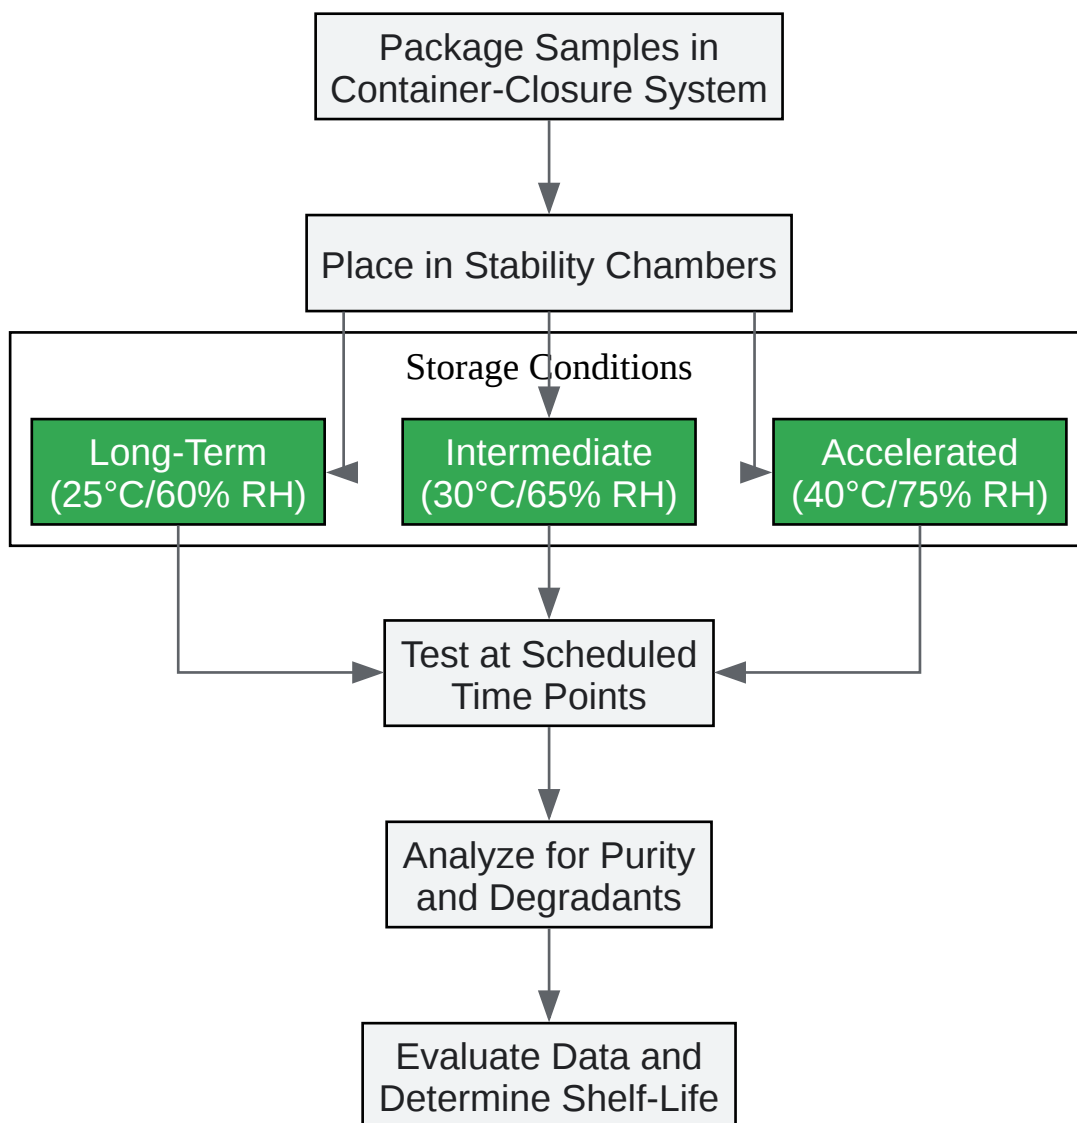 Package Samples in
Container-Closure System
Place in Stability Chambers
Storage Conditions
Long-Term
(25°C/60% RH)
Intermediate
(30°C/65% RH)
Accelerated
(40°C/75% RH)
Test at Scheduled
Time Points
Analyze for Purity
and Degradants
Evaluate Data and
Determine Shelf-Life